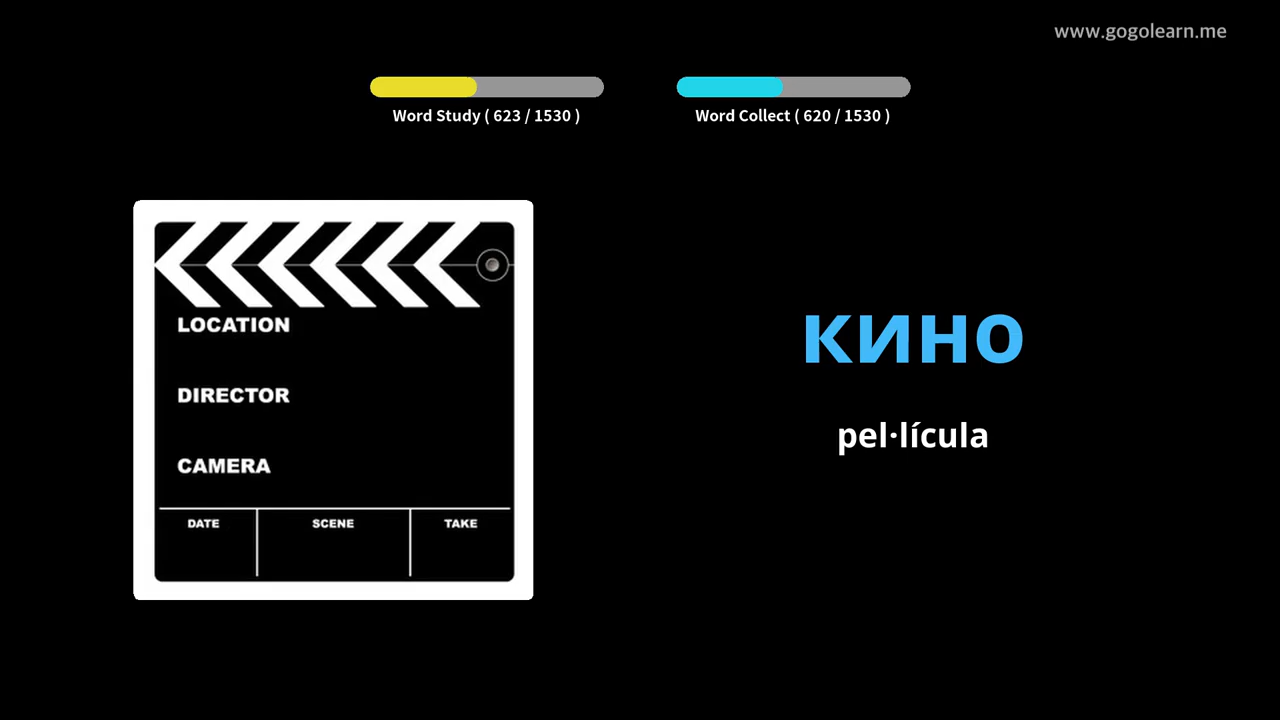 www.gogolearn.me
Word Study ( 623 / 1530 )
Word Collect ( 620 / 1530 )
LOCATION
DIRECTOR
CAMERA
DATE
SCENE
TAKE
кино
pel·lícula